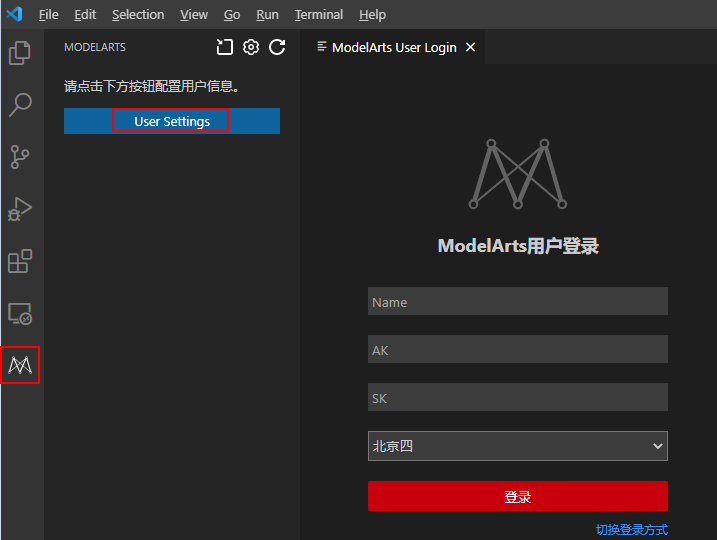 File Edit Selection View Go Run Terminal Help
MODELARTS
ModelArts User Login
请点击下方按钮配置用户信息。
User Settings
ModelArts用户登录
Name
AK
SK
北京四
登录
切换登录方式